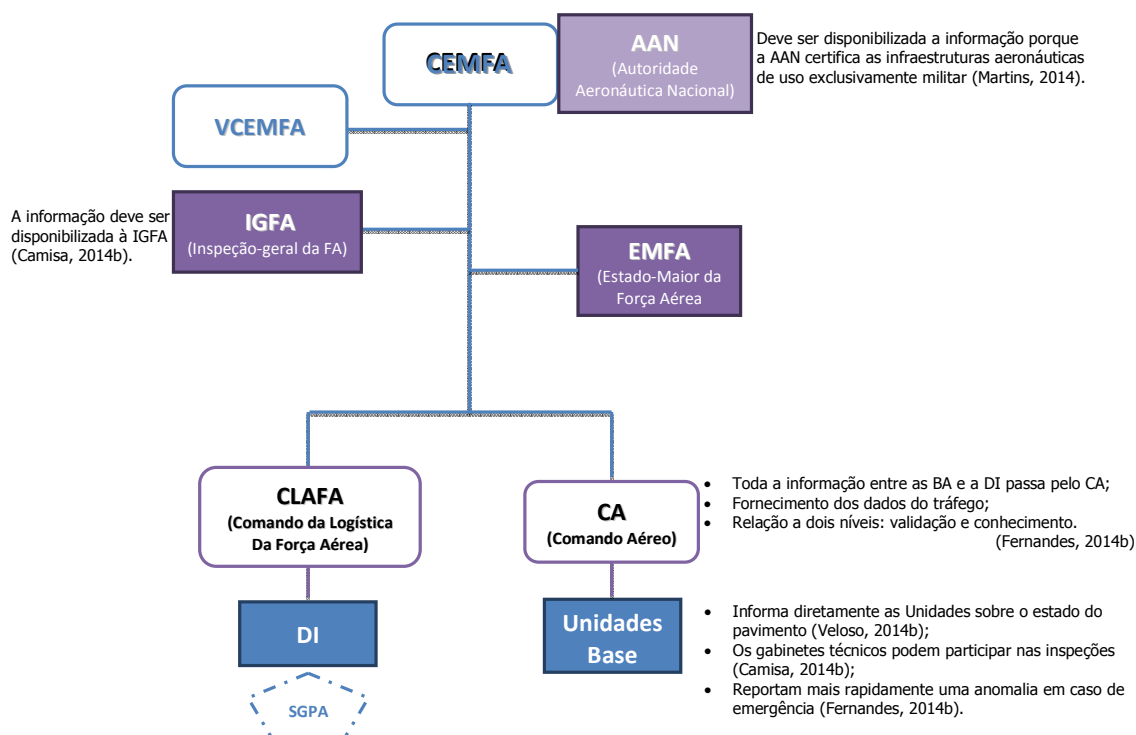 CEMFA
AAN
(Autoridade
Aeronáutica Nacional)
Deve ser disponibilizada a informação porque
a AAN certifica as infraestruturas aeronáuticas
de uso exclusivamente militar (Martins, 2014).
VCEMFA
A informação deve ser
disponibilizada à IGFA
(Camisa, 2014b).
IGFA
(Inspeção-geral da FA)
EMFA
(Estado-Maior da
Força Aérea
CLAFA
(Comando da Logística
Da Força Aérea)
CA
(Comando Aéreo)
• Toda a informação entre as BA e a DI passa pelo CA;
• Fornecimento dos dados do tráfego;
• Relação a dois níveis: validação e conhecimento.
(Fernandes, 2014b)
DI
Unidades
Base
• Informa diretamente as Unidades sobre o estado do
pavimento (Veloso, 2014b);
• Os gabinetes técnicos podem participar nas inspeções
(Camisa, 2014b);
• Reportam mais rapidamente uma anomalia em caso de
emergência (Fernandes, 2014b).
SGPA